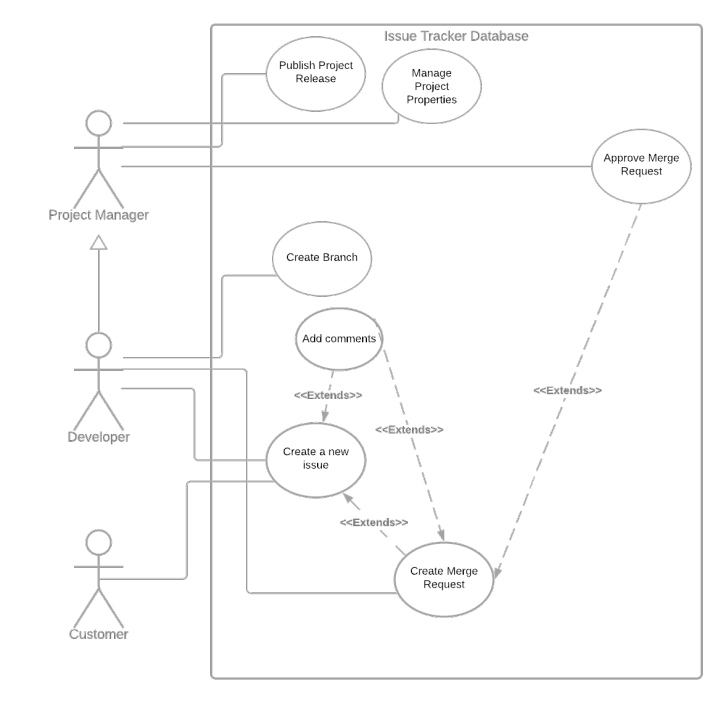 Issue Tracker Database
Publish Project
Release
Manage
Project
Properties
Approve Merge
Request
Project Manager
Create Branch
Add comments
<<Extends>>
<<Extends>>
<<Extends>>
Developer
Create a new
issue
<<Extends>>
Create Merge
Request
Customer